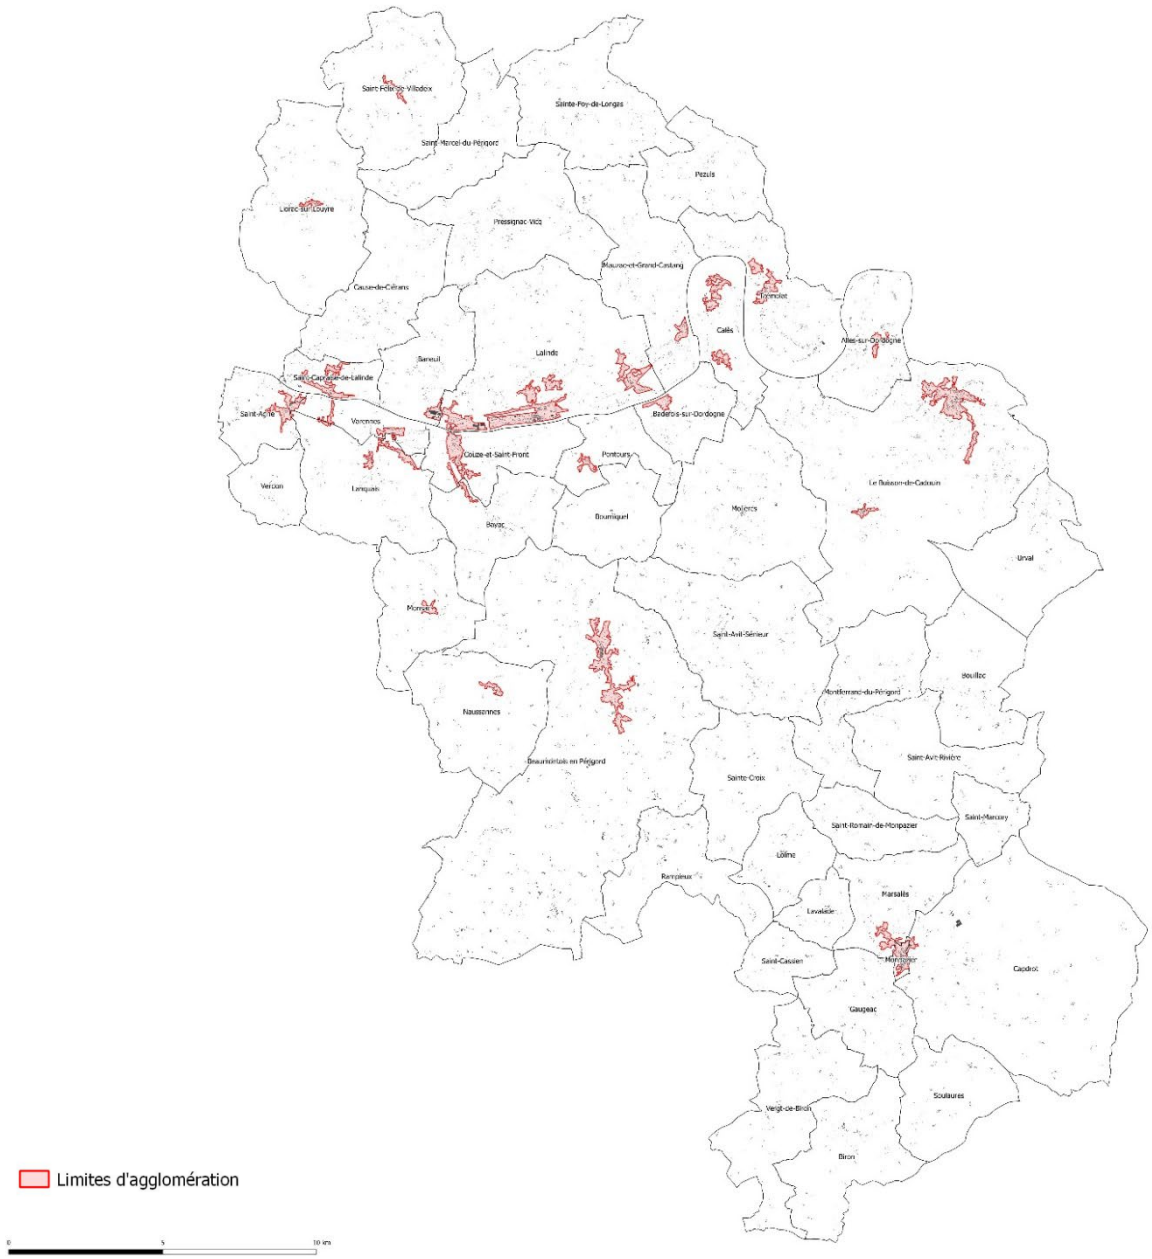 Saint-Félix-de-Villadeix
Sainte-Foy-de-Longas
Saint-Marcel-du-Périgord
Pezuls
Liorac-sur-Louyre
Pressignac-Vicq
Mauzac-et-Grand-Castang
Cause-de-Clérans
Trémolat
Calès
Alles-sur-Dordogne
Lalinde
Baneuil
Saint-Capraise-de-Lalinde
Saint-Agne
Badefols-sur-Dordogne
Varennes
Couze-et-Saint-Front
Pontours
Le Buisson-de-Cadouin
Verdon
Lanquais
Molières
Bourniquel
Bayac
Urval
Monsac
Saint-Avit-Sénieur
Bouillac
Montferrand-du-Périgord
Naussannes
Saint-Avit-Rivière
Beaumontois en Périgord
Sainte-Croix
Saint-Marcory
Saint-Romain-de-Monpazier
Lolme
Rampieux
Marsalès
Lavalade
Monpazier
Saint-Cassien
Capdrot
Gaugeac
Soulaures
Vergt-de-Biron
Biron
Limites d'agglomération
0 5 10 km